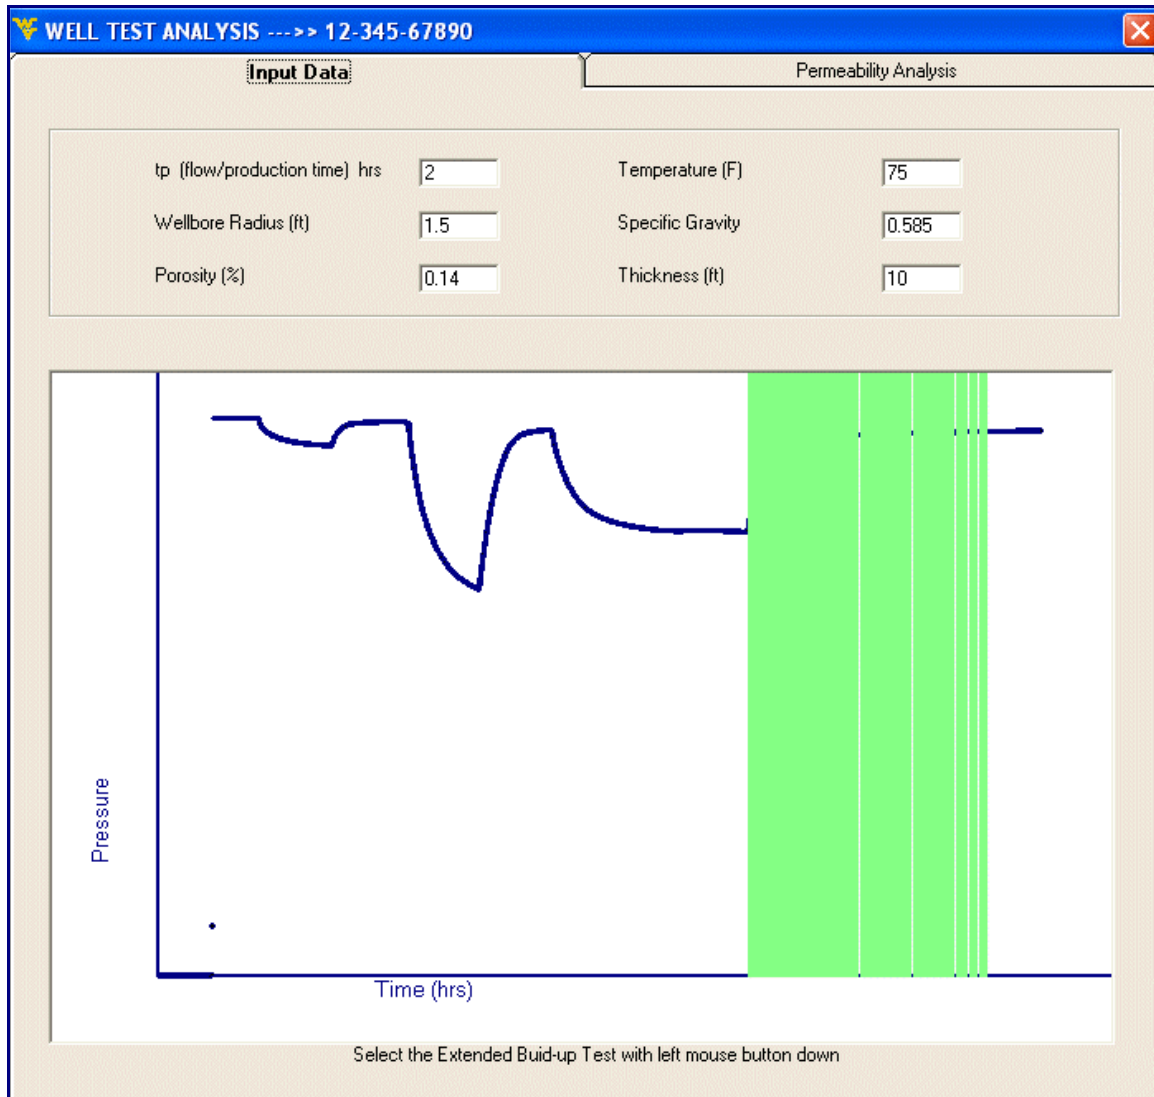 WELL TEST ANALYSIS --->> 12-345-67890
Input Data
Permeability Analysis
tp (flow/production time) hrs
2
Temperature (F)
75
Wellbore Radius (ft)
1.5
Specific Gravity
0.585
Porosity (%)
0.14
Thickness (ft)
10
Pressure
Time (hrs)
Select the Extended Buid-up Test with left mouse button down